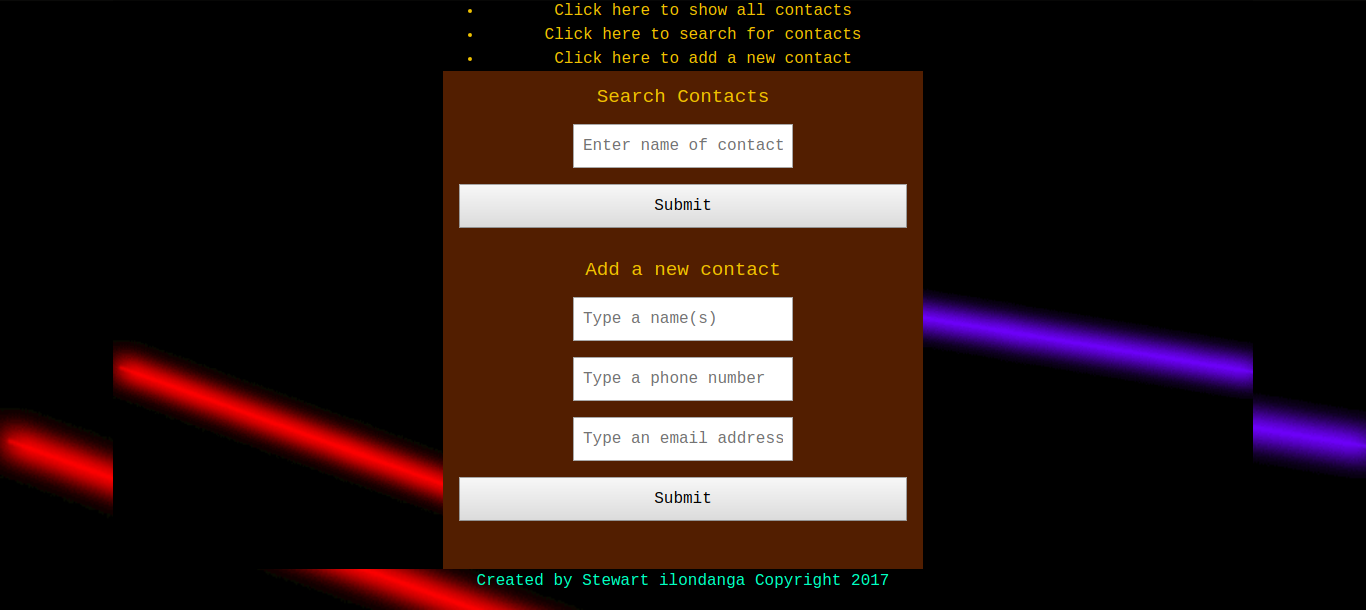 Click here to show all contacts
Click here to search for contacts
Click here to add a new contact
Search Contacts
Enter name of contact
Submit
Add a new contact
Type a name(s)
Type a phone number
Type an email address
Submit
Created by Stewart ilondanga Copyright 2017